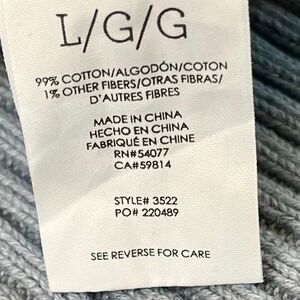 L/G/G
99% COTTON/ALGODÓN/COTON
1% OTHER FIBERS/OTRAS FIBRAS/
D'AUTRES FIBRES
MADE IN CHINA
HECHO EN CHINA
FABRIQUÉ EN CHINE
RN#54077
CA#59814
STYLE# 3522
PO# 220489
SEE REVERSE FOR CARE